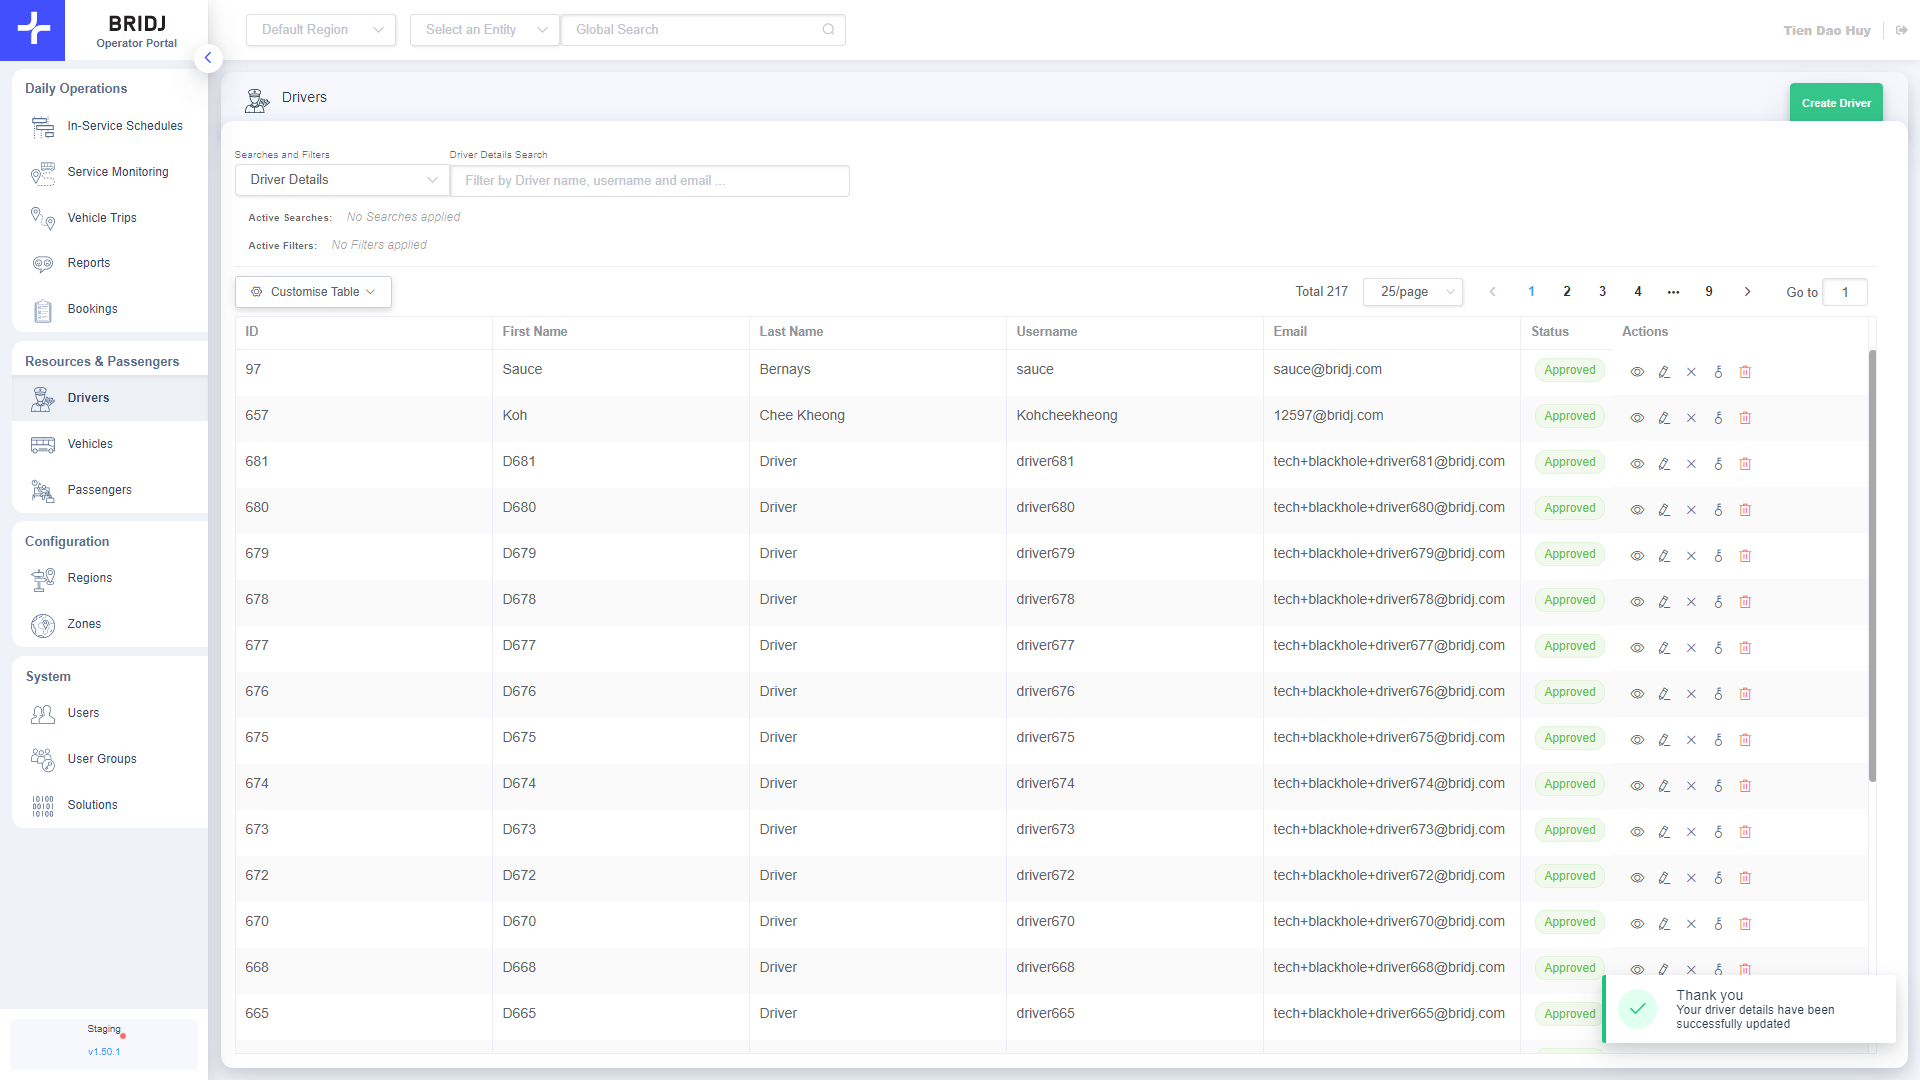 BRIDJ
Operator Portal
Default Region
Select an Entity
Global Search
Tien Dao Huy
Daily Operations
In-Service Schedules
Service Monitoring
Vehicle Trips
Reports
Bookings
Resources & Passengers
Drivers
Vehicles
Passengers
Configuration
Regions
Zones
System
Users
User Groups
Solutions
Staging
v1.50.1
Drivers
Create Driver
Searches and Filters
Driver Details Search
Driver Details
Filter by Driver name, username and email ...
Active Searches: No Searches applied
Active Filters: No Filters applied
Customise Table
Total 217 25/page 1 2 3 4 ••• 9 Go to 1
ID First Name Last Name Username Email Status Actions
97 Sauce Bernays sauce sauce@bridj.com Approved
657 Koh Chee Kheong Kohcheekheong 12597@bridj.com Approved
681 D681 Driver driver681 tech+blackhole+driver681@bridj.com Approved
680 D680 Driver driver680 tech+blackhole+driver680@bridj.com Approved
679 D679 Driver driver679 tech+blackhole+driver679@bridj.com Approved
678 D678 Driver driver678 tech+blackhole+driver678@bridj.com Approved
677 D677 Driver driver677 tech+blackhole+driver677@bridj.com Approved
676 D676 Driver driver676 tech+blackhole+driver676@bridj.com Approved
675 D675 Driver driver675 tech+blackhole+driver675@bridj.com Approved
674 D674 Driver driver674 tech+blackhole+driver674@bridj.com Approved
673 D673 Driver driver673 tech+blackhole+driver673@bridj.com Approved
672 D672 Driver driver672 tech+blackhole+driver672@bridj.com Approved
670 D670 Driver driver670 tech+blackhole+driver670@bridj.com Approved
668 D668 Driver driver668 tech+blackhole+driver668@bridj.com Approved
665 D665 Driver driver665 tech+blackhole+driver665@bridj.com Approved
Thank you
Your driver details have been
successfully updated